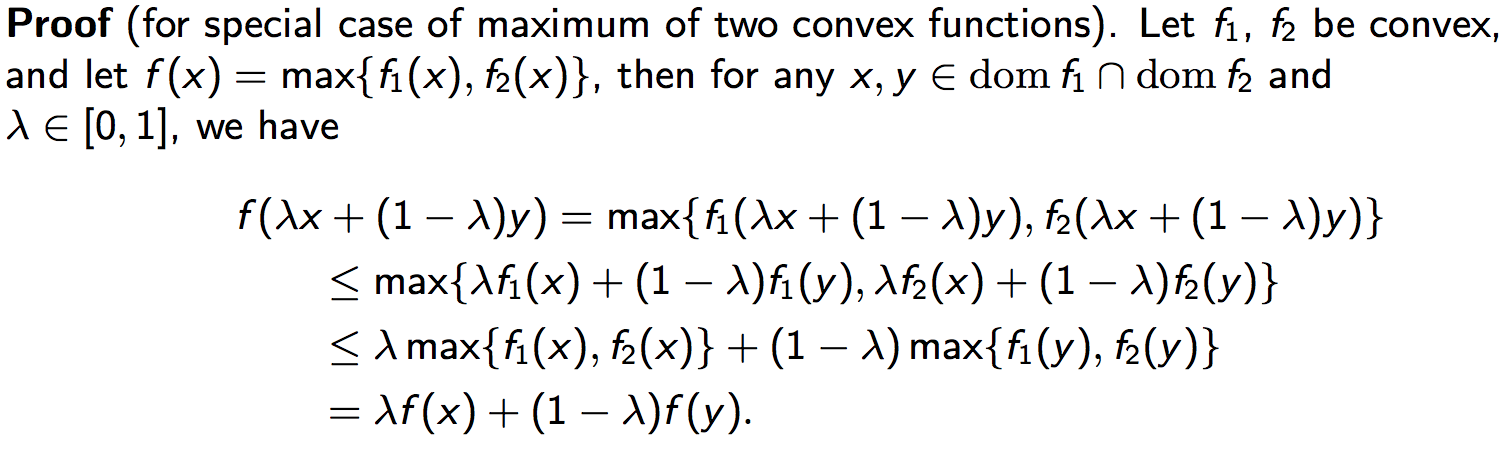 Proof (for special case of maximum of two convex functions). Let f₁, f₂ be convex,
and let f(x) = max{f₁(x), f₂(x)}, then for any x, y ∈ dom f₁ ∩ dom f₂ and
λ ∈ [0, 1], we have
f(λx + (1 − λ)y) = max{f₁(λx + (1 − λ)y), f₂(λx + (1 − λ)y)}
≤ max{λf₁(x) + (1 − λ)f₁(y), λf₂(x) + (1 − λ)f₂(y)}
≤ λ max{f₁(x), f₂(x)} + (1 − λ) max{f₁(y), f₂(y)}
= λf(x) + (1 − λ)f(y).